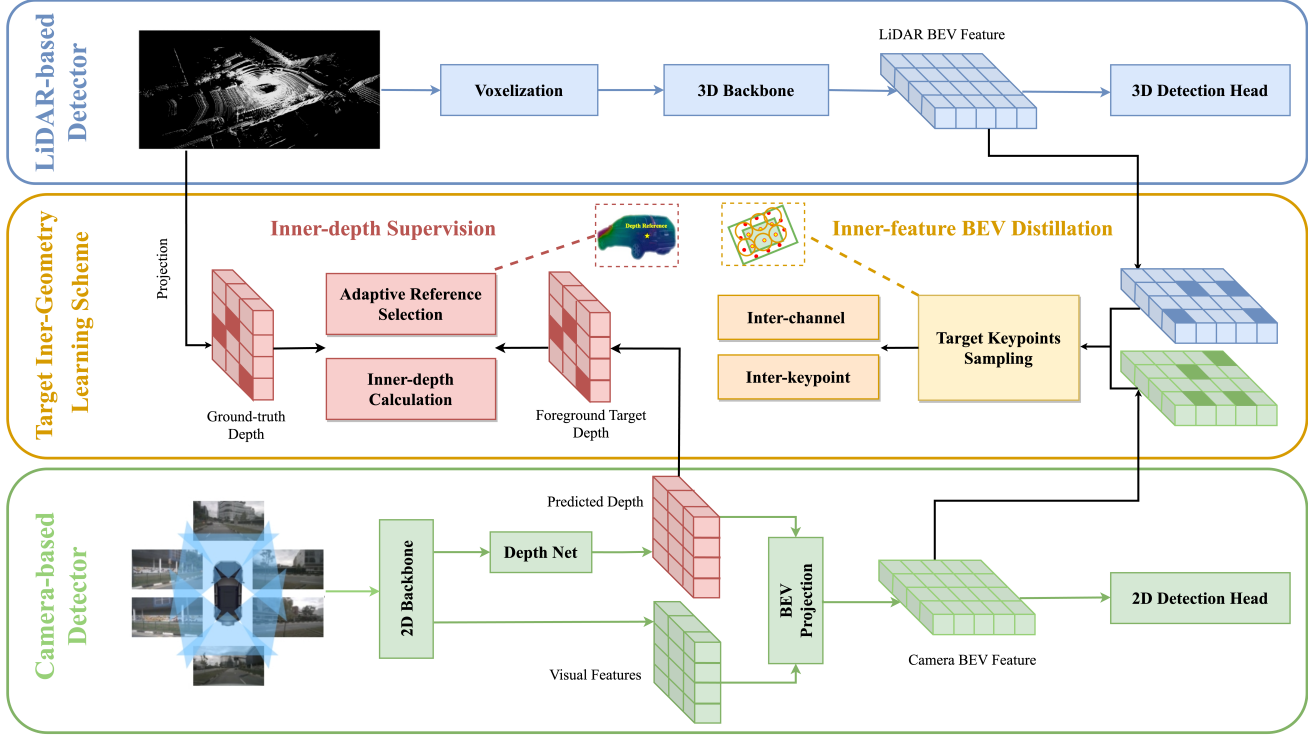 LiDAR-based
Detector
LiDAR BEV Feature
Voxelization
3D Backbone
3D Detection Head
Target Iner-Geometry
Learning Scheme
Projection
Inner-depth Supervision
Depth Reference
Inner-feature BEV Distillation
Adaptive Reference
Selection
Inner-depth
Calculation
Ground-truth
Depth
Foreground Target
Depth
Inter-channel
Inter-keypoint
Target Keypoints
Sampling
Camera-based
Detector
2D Backbone
Depth Net
Predicted Depth
Visual Features
BEV
Projection
Camera BEV Feature
2D Detection Head